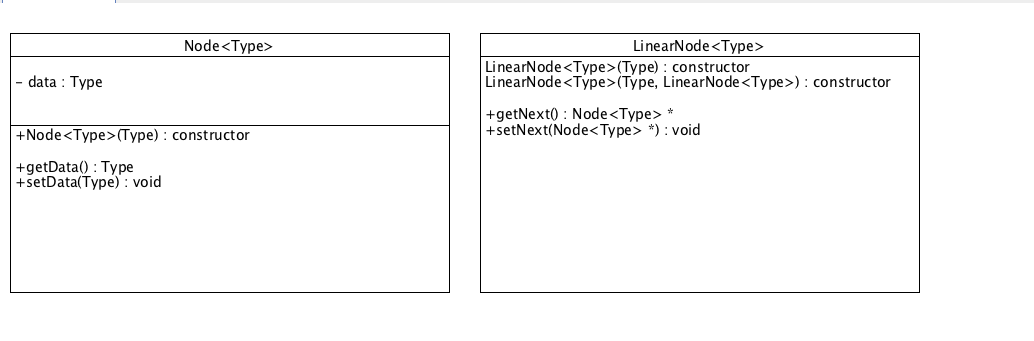 Node<Type>
- data : Type
+Node<Type>(Type) : constructor
+getData() : Type
+setData(Type) : void
LinearNode<Type>
LinearNode<Type>(Type) : constructor
LinearNode<Type>(Type, LinearNode<Type>) : constructor
+getNext() : Node<Type> *
+setNext(Node<Type> *) : void